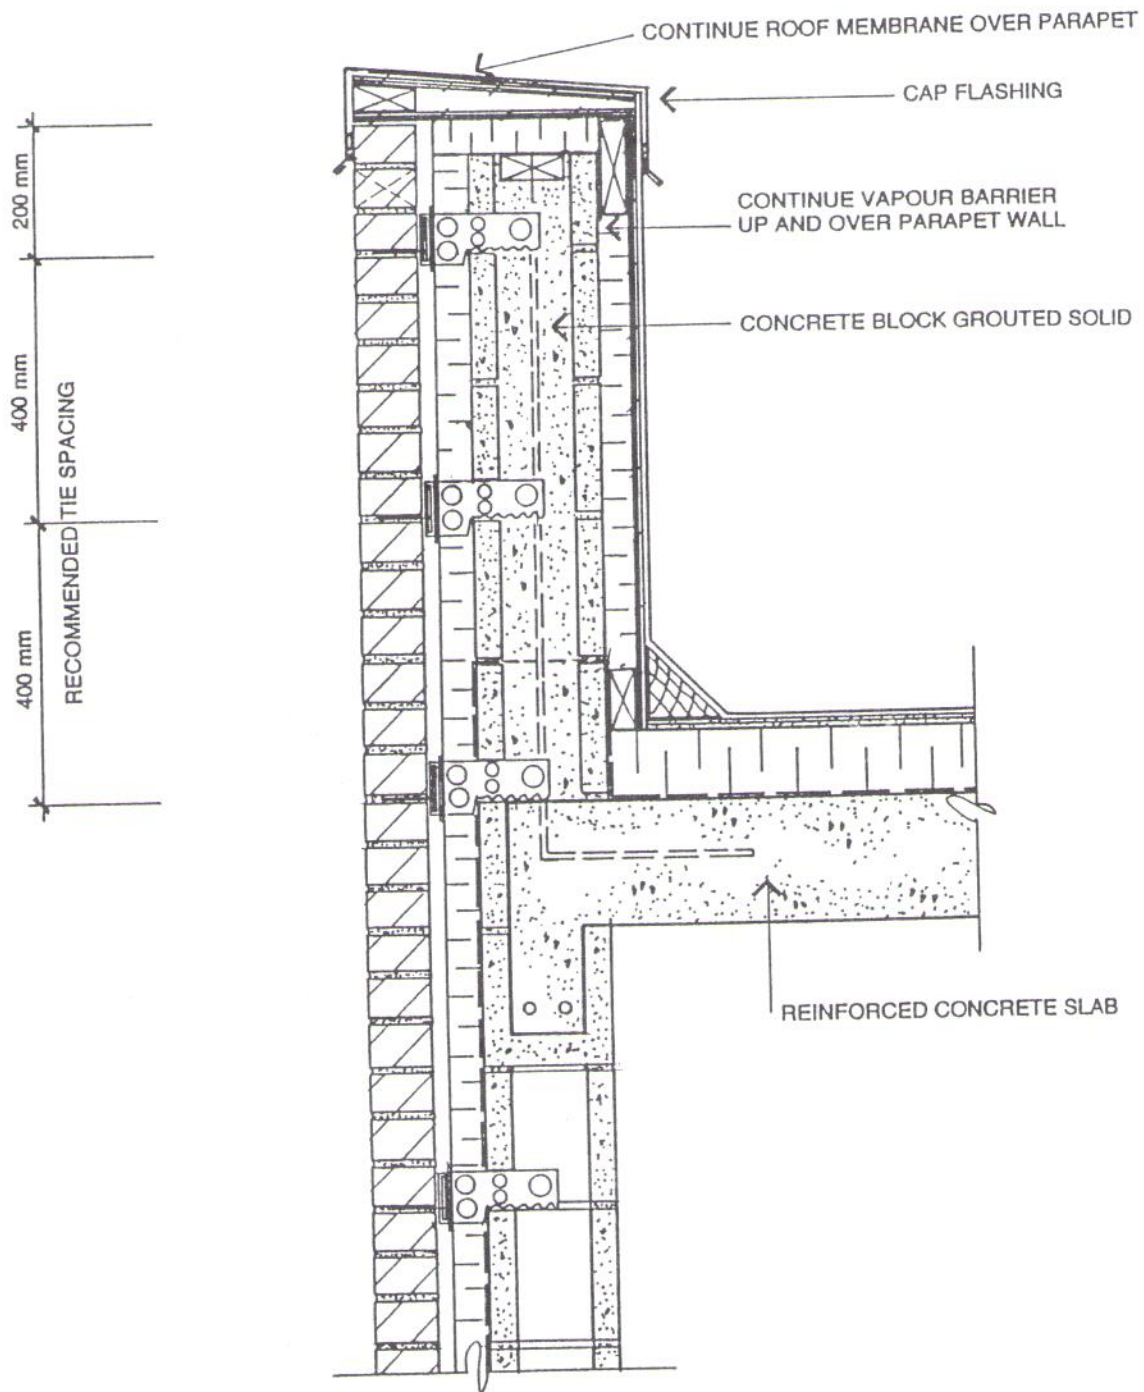 CONTINUE ROOF MEMBRANE OVER PARAPET
CAP FLASHING
200 mm
CONTINUE VAPOUR BARRIER
UP AND OVER PARAPET WALL
CONCRETE BLOCK GROUTED SOLID
400 mm
RECOMMENDED TIE SPACING
400 mm
REINFORCED CONCRETE SLAB